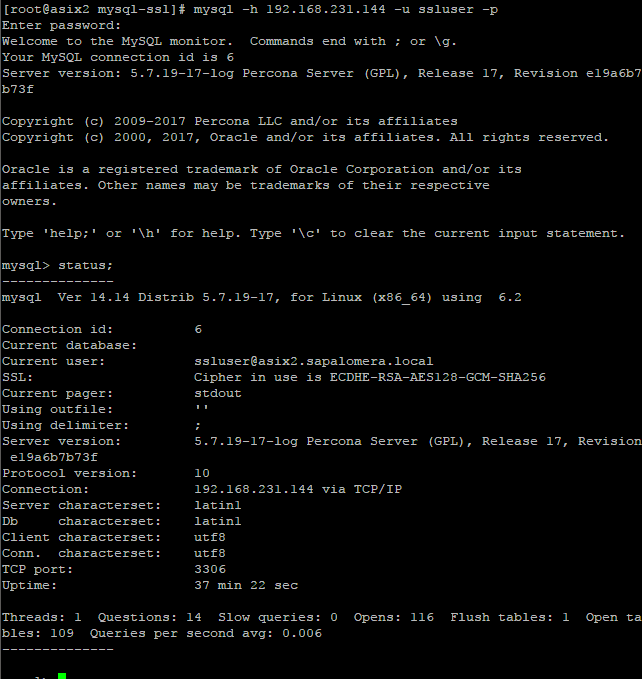 [root@asix2 mysql-ssl]# mysql -h 192.168.231.144 -u ssluser -p
Enter password:
Welcome to the MySQL monitor.  Commands end with ; or \g.
Your MySQL connection id is 6
Server version: 5.7.19-17-log Percona Server (GPL), Release 17, Revision e19a6b7
b73f

Copyright (c) 2009-2017 Percona LLC and/or its affiliates
Copyright (c) 2000, 2017, Oracle and/or its affiliates. All rights reserved.

Oracle is a registered trademark of Oracle Corporation and/or its
affiliates. Other names may be trademarks of their respective
owners.

Type 'help;' or '\h' for help. Type '\c' to clear the current input statement.

mysql> status;
--------------
mysql  Ver 14.14 Distrib 5.7.19-17, for Linux (x86_64) using  6.2

Connection id:          6
Current database:
Current user:           ssluser@asix2.sapalomera.local
SSL:                    Cipher in use is ECDHE-RSA-AES128-GCM-SHA256
Current pager:          stdout
Using outfile:          ''
Using delimiter:        ;
Server version:         5.7.19-17-log Percona Server (GPL), Release 17, Revision
 e19a6b7b73f
Protocol version:       10
Connection:             192.168.231.144 via TCP/IP
Server characterset:    latin1
Db     characterset:    latin1
Client characterset:    utf8
Conn.  characterset:    utf8
TCP port:               3306
Uptime:                 37 min 22 sec

Threads: 1  Questions: 14  Slow queries: 0  Opens: 116  Flush tables: 1  Open ta
bles: 109  Queries per second avg: 0.006
--------------